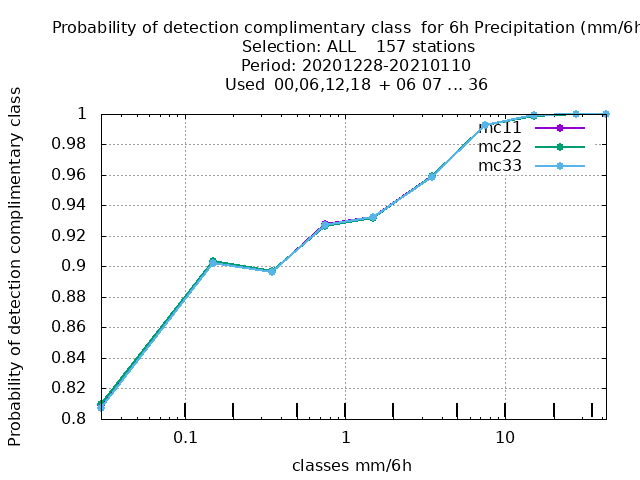 Probability of detection complimentary class  for 6h Precipitation (mm/6h
Selection: ALL    157 stations
Period: 20201228-20210110
Used  00,06,12,18  + 06 07 ... 36
Probability of detection complimentary class
1
0.98
0.96
0.94
0.92
0.9
0.88
0.86
0.84
0.82
0.8
mc11
mc22
mc33
0.1
1
10
classes mm/6h